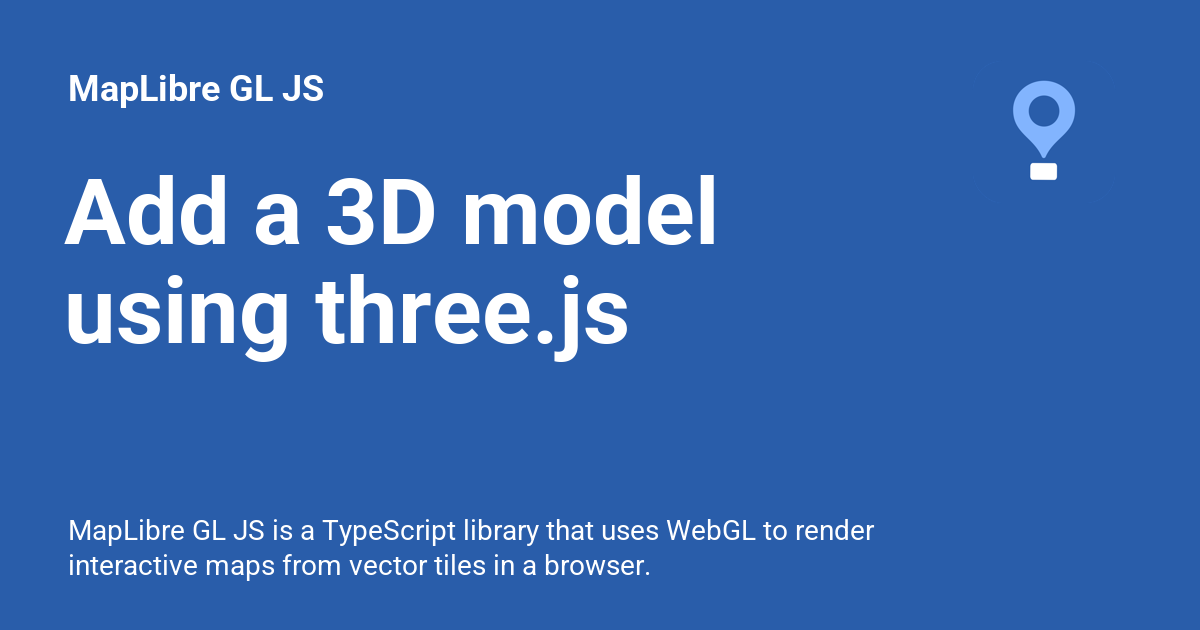 MapLibre GL JS
Add a 3D model
using three.js
MapLibre GL JS is a TypeScript library that uses WebGL to render
interactive maps from vector tiles in a browser.